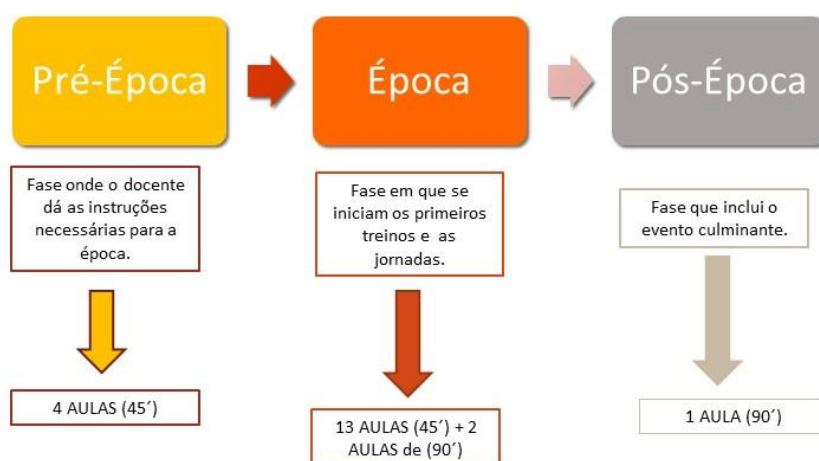 Pré-Época
Época
Pós-Época
Fase onde o docente
dá as instruções
necessárias para a
época.
Fase em que se
iniciam os primeiros
treinos e as
jornadas.
Fase que inclui o
evento culminante.
4 AULAS (45´)
13 AULAS (45´) + 2
AULAS de (90´)
1 AULA (90´)